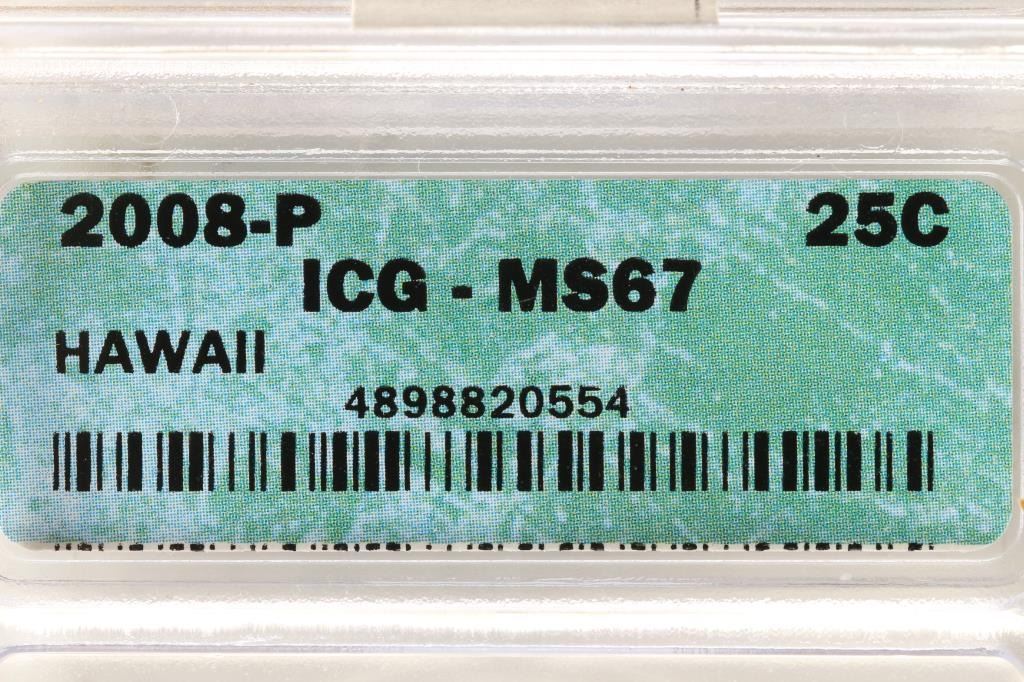 2008-P 25C
ICG - MS67
HAWAII
4898820554